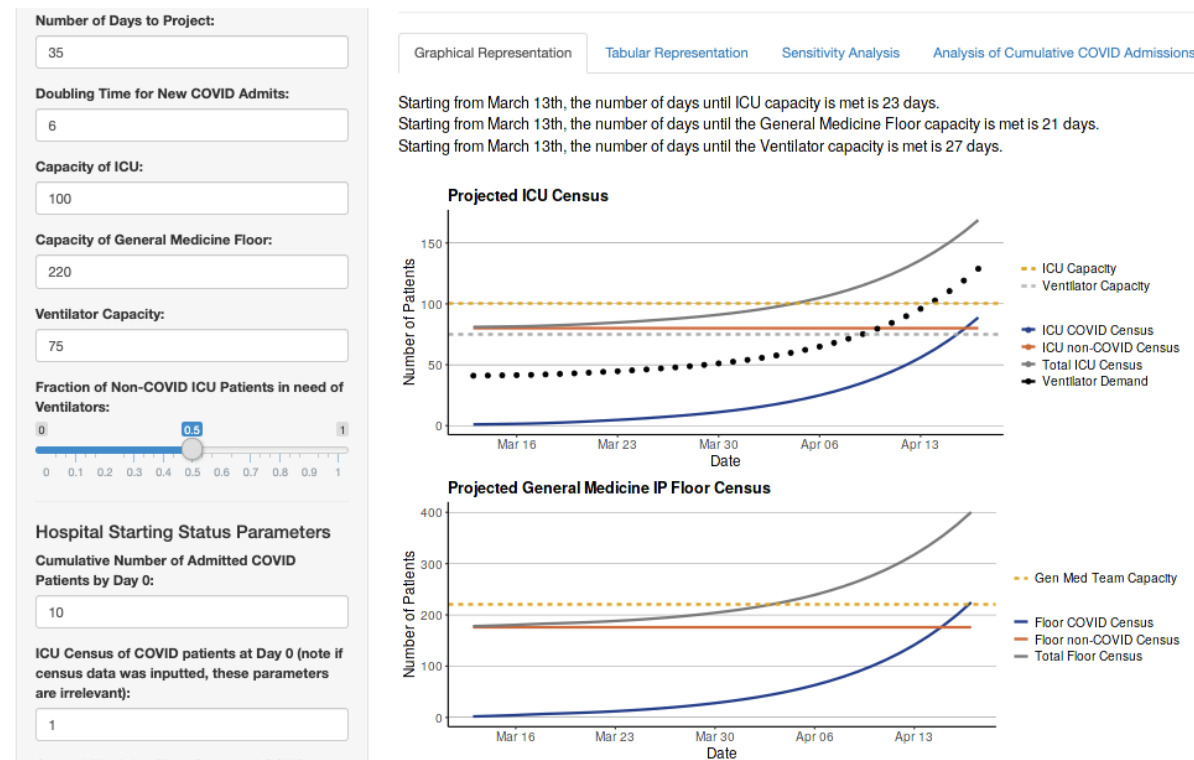 Number of Days to Project:
35
Doubling Time for New COVID Admits:
6
Capacity of ICU:
100
Capacity of General Medicine Floor:
220
Ventilator Capacity:
75
Fraction of Non-COVID ICU Patients in need of
Ventilators:
0 0.5 1
0 0.1 0.2 0.3 0.4 0.5 0.6 0.7 0.8 0.9 1
Hospital Starting Status Parameters
Cumulative Number of Admitted COVID
Patients by Day 0:
10
ICU Census of COVID patients at Day 0 (note if
census data was inputted, these parameters
are irrelevant):
1
Graphical Representation Tabular Representation Sensitivity Analysis Analysis of Cumulative COVID Admissions
Starting from March 13th, the number of days until ICU capacity is met is 23 days.
Starting from March 13th, the number of days until the General Medicine Floor capacity is met is 21 days.
Starting from March 13th, the number of days until the Ventilator capacity is met is 27 days.
Projected ICU Census
Number of Patients
150
100
50
0
Mar 16 Mar 23 Mar 30 Apr 06 Apr 13
Date
ICU Capacity
Ventilator Capacity
ICU COVID Census
ICU non-COVID Census
Total ICU Census
Ventilator Demand
Projected General Medicine IP Floor Census
Number of Patients
400
300
200
100
0
Mar 16 Mar 23 Mar 30 Apr 06 Apr 13
Date
Gen Med Team Capacity
Floor COVID Census
Floor non-COVID Census
Total Floor Census